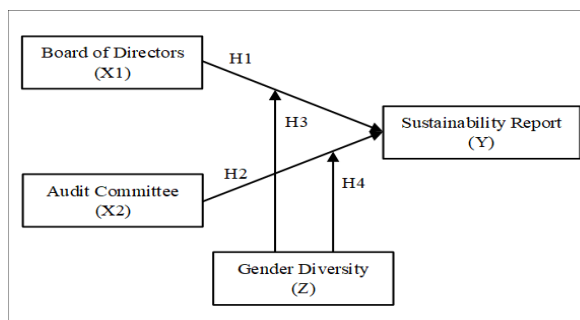 Board of Directors
(X1)
H1
H3
Sustainability Report
(Y)
H2
H4
Audit Committee
(X2)
Gender Diversity
(Z)